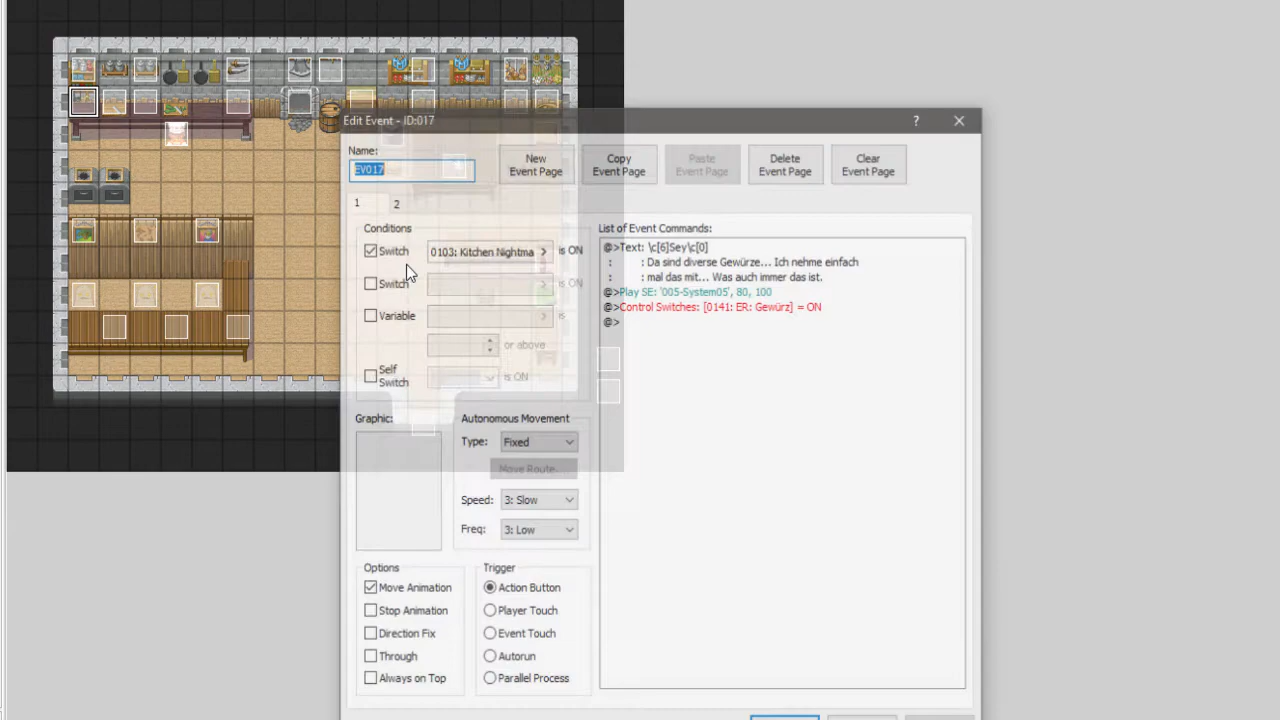 Edit Event - ID:017
?
Name:
EV017
New
Event Page
Copy
Event Page
Paste
Event Page
Delete
Event Page
Clear
Event Page
1
2
Conditions
Switch
0103: Kitchen Nightma
is ON
Switch
is ON
Variable
is
or above
Self
Switch
is ON
Graphic:
Autonomous Movement
Type:
Fixed
Move Route...
Speed:
3: Slow
Freq:
3: Low
Options
Move Animation
Stop Animation
Direction Fix
Through
Always on Top
Trigger
Action Button
Player Touch
Event Touch
Autorun
Parallel Process
List of Event Commands:
@>Text: \c[6]Sey\c[0]
: : Da sind diverse Gewürze... Ich nehme einfach
: : mal das mit... Was auch immer das ist.
@>Play SE: '005-System05', 80, 100
@>Control Switches: [0141: ER: Gewürz] = ON
@>